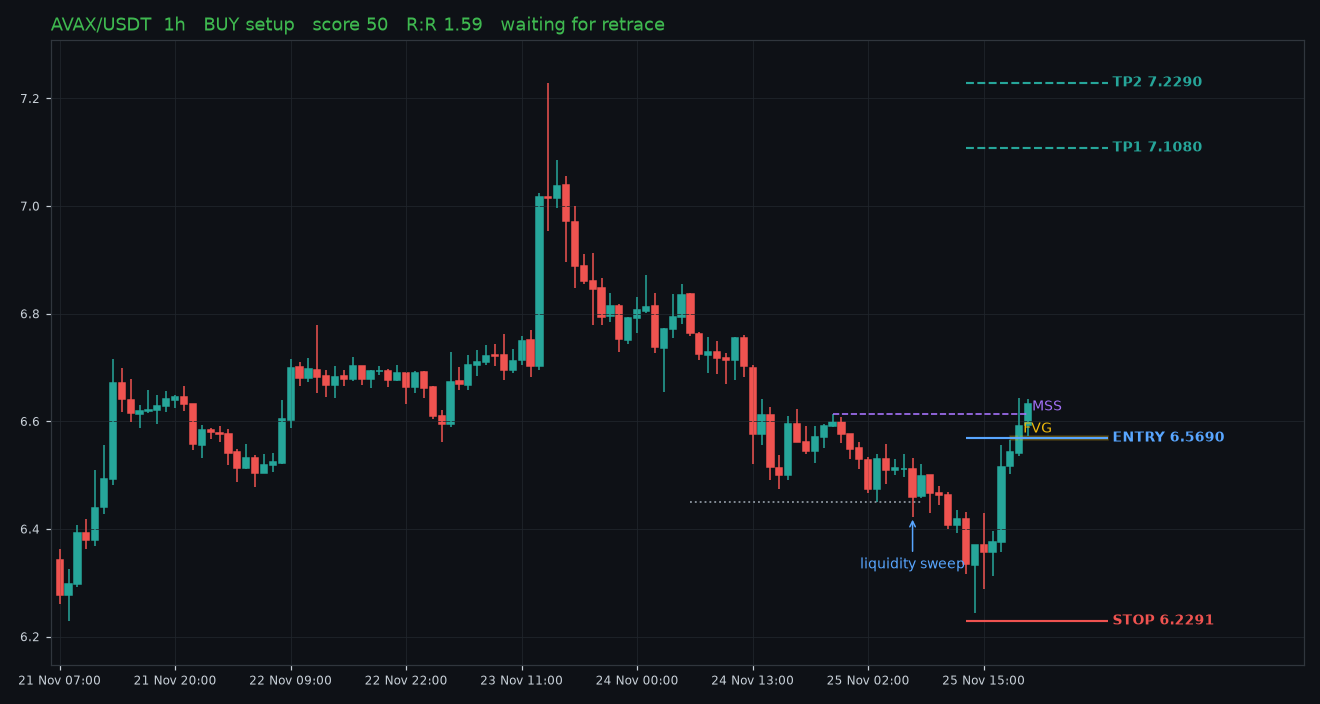 AVAX/USDT 1h BUY setup score 50 R:R 1.59 waiting for retrace
TP2 7.2290
7.2
TP1 7.1080
7.0
6.8
MSS
6.6
FVG
ENTRY 6.5690
6.4
liquidity sweep
STOP 6.2291
6.2
21 Nov 07:00 21 Nov 20:00 22 Nov 09:00 22 Nov 22:00 23 Nov 11:00 24 Nov 00:00 24 Nov 13:00 25 Nov 02:00 25 Nov 15:00